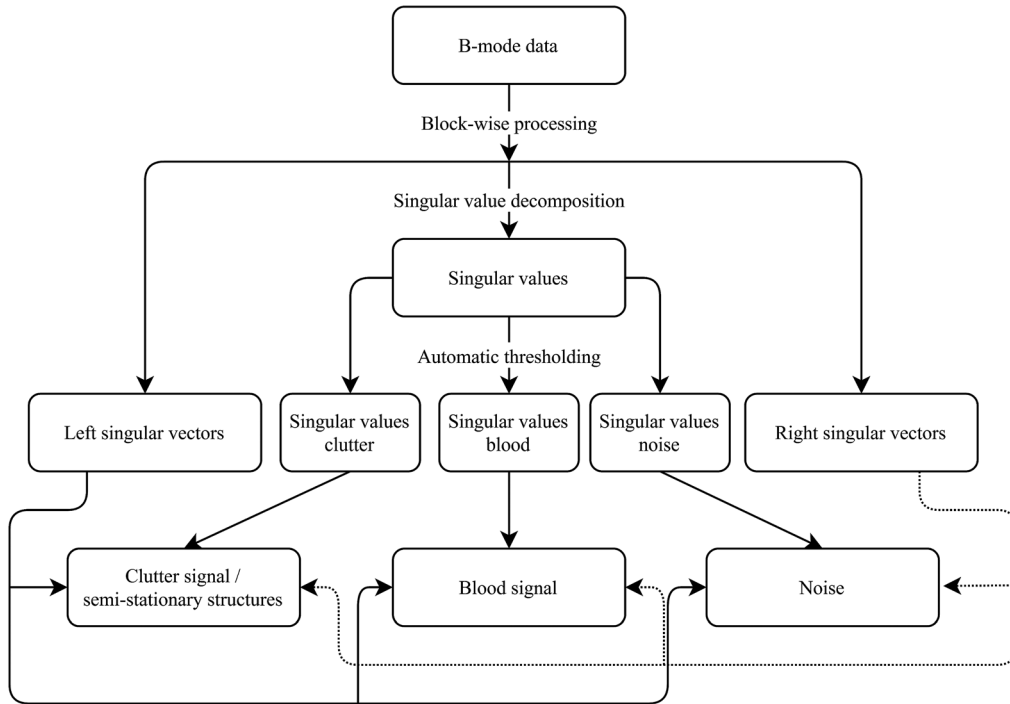 B-mode data
Block-wise processing
Singular value decomposition
Singular values
Automatic thresholding
Left singular vectors
Singular values
clutter
Singular values
blood
Singular values
noise
Right singular vectors
Clutter signal /
semi-stationary structures
Blood signal
Noise